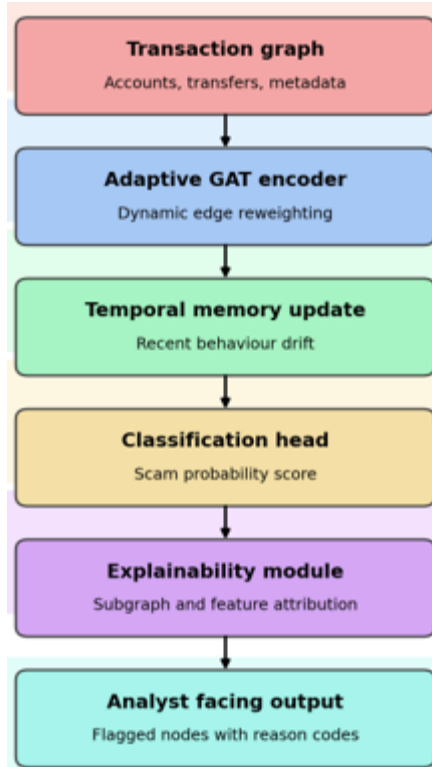 Transaction graph
Accounts, transfers, metadata
Adaptive GAT encoder
Dynamic edge reweighting
Temporal memory update
Recent behaviour drift
Classification head
Scam probability score
Explainability module
Subgraph and feature attribution
Analyst facing output
Flagged nodes with reason codes